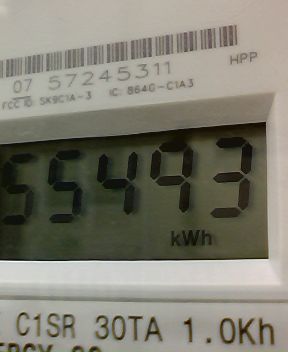 HPP
07 57245311
FCC ID: SK9C1A-3 IC: 864G-C1A3
55493
kWh
C1SR 30TA 1.0Kh